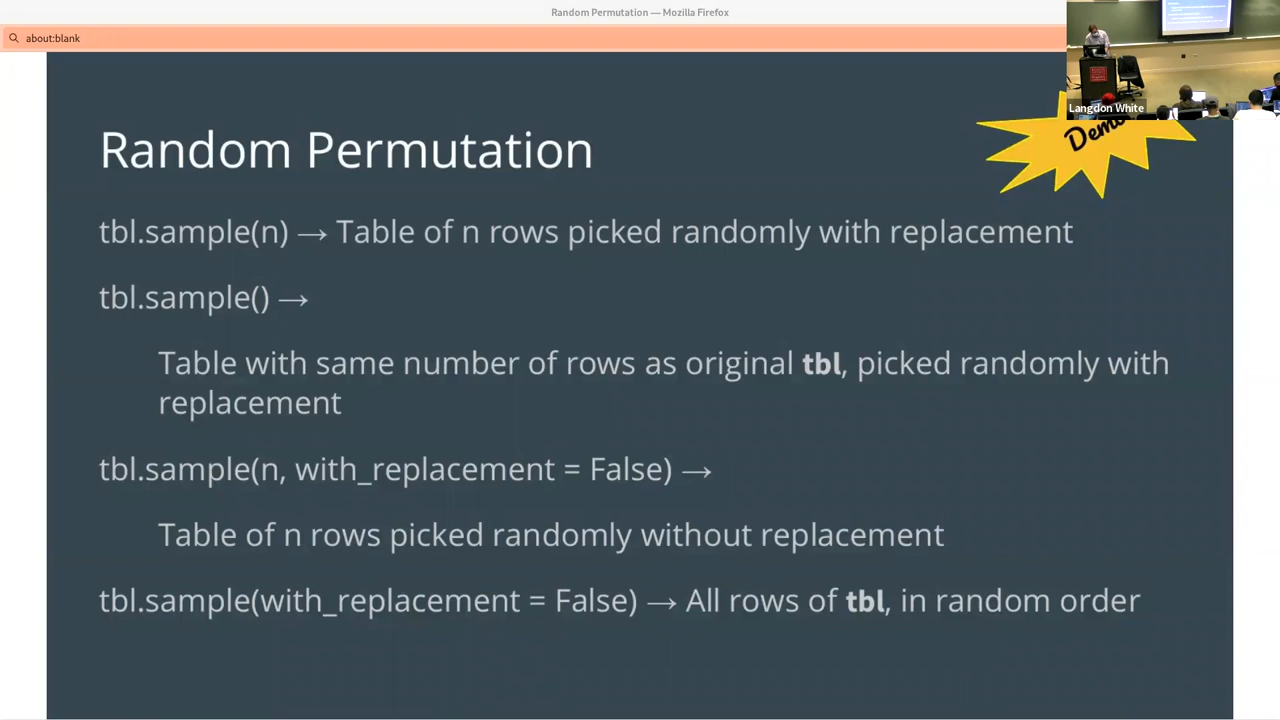 Random Permutation — Mozilla Firefox
about:blank
Langdon White
Demo
Random Permutation
tbl.sample(n) → Table of n rows picked randomly with replacement
tbl.sample() →
Table with same number of rows as original tbl, picked randomly with
replacement
tbl.sample(n, with_replacement = False) →
Table of n rows picked randomly without replacement
tbl.sample(with_replacement = False) → All rows of tbl, in random order